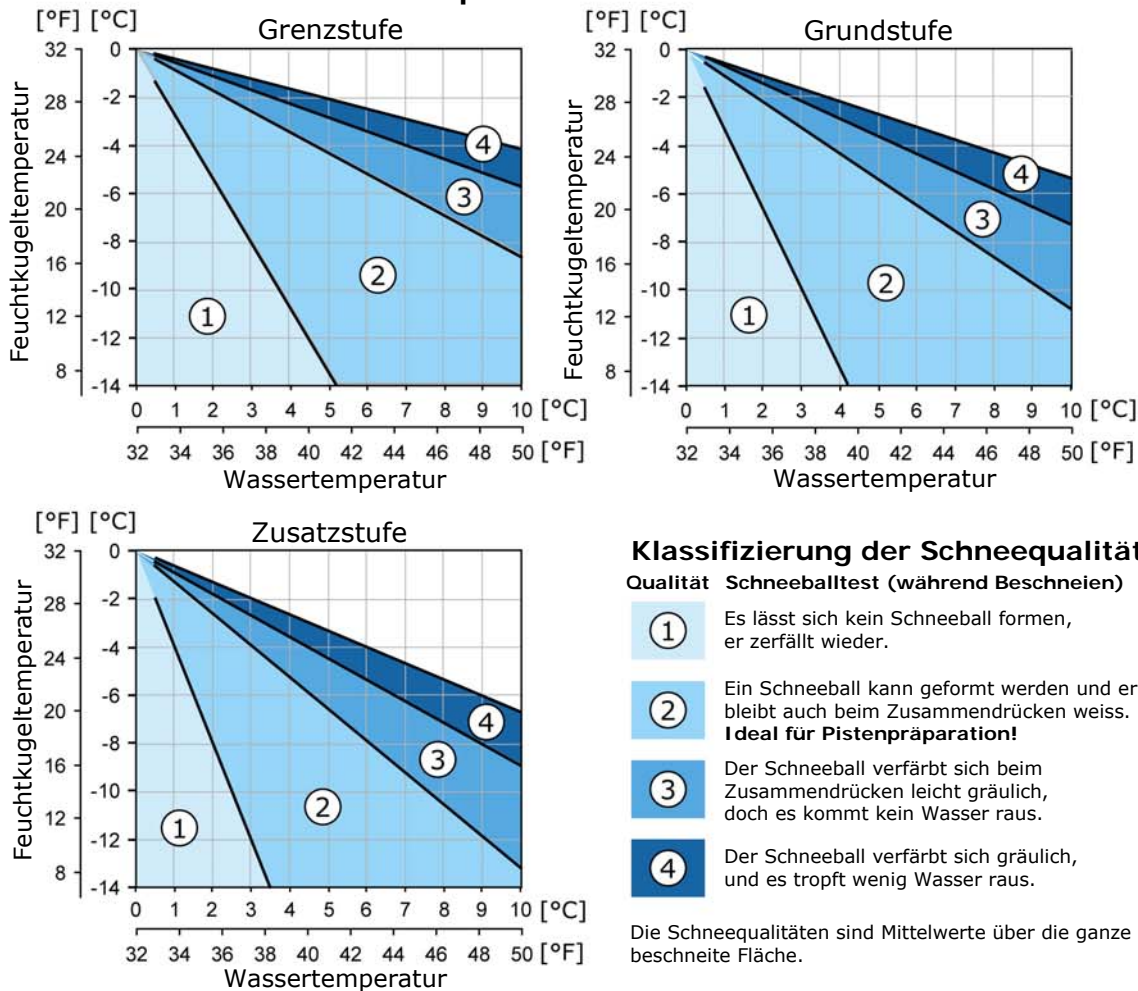 Grenzstufe
[°F] [°C]
32 28 24 20 16 12 8
0 -2 -4 -6 -8 -10 -12 -14
Feuchtkugeltemperatur
1 2 3 4
0 1 2 3 4 5 6 7 8 9 10 [°C]
32 34 36 38 40 42 44 46 48 50 [°F]
Wassertemperatur
Grundstufe
[°F] [°C]
32 28 24 20 16 12 8
0 -2 -4 -6 -8 -10 -12 -14
Feuchtkugeltemperatur
1 2 3 4
0 1 2 3 4 5 6 7 8 9 10 [°C]
32 34 36 38 40 42 44 46 48 50 [°F]
Wassertemperatur
Zusatzstufe
[°F] [°C]
32 28 24 20 16 12 8
0 -2 -4 -6 -8 -10 -12 -14
Feuchtkugeltemperatur
1 2 3 4
0 1 2 3 4 5 6 7 8 9 10 [°C]
32 34 36 38 40 42 44 46 48 50 [°F]
Wassertemperatur
Klassifizierung der Schneequalität
Qualität Schneeballtest (während Beschneien)
1 Es lässt sich kein Schneeball formen,
er zerfällt wieder.
2 Ein Schneeball kann geformt werden und er
bleibt auch beim Zusammendrücken weiss.
Ideal für Pistenpräparation!
3 Der Schneeball verfärbt sich beim
Zusammendrücken leicht gräulich,
doch es kommt kein Wasser raus.
4 Der Schneeball verfärbt sich gräulich,
und es tropft wenig Wasser raus.
Die Schneequalitäten sind Mittelwerte über die ganze
beschneite Fläche.